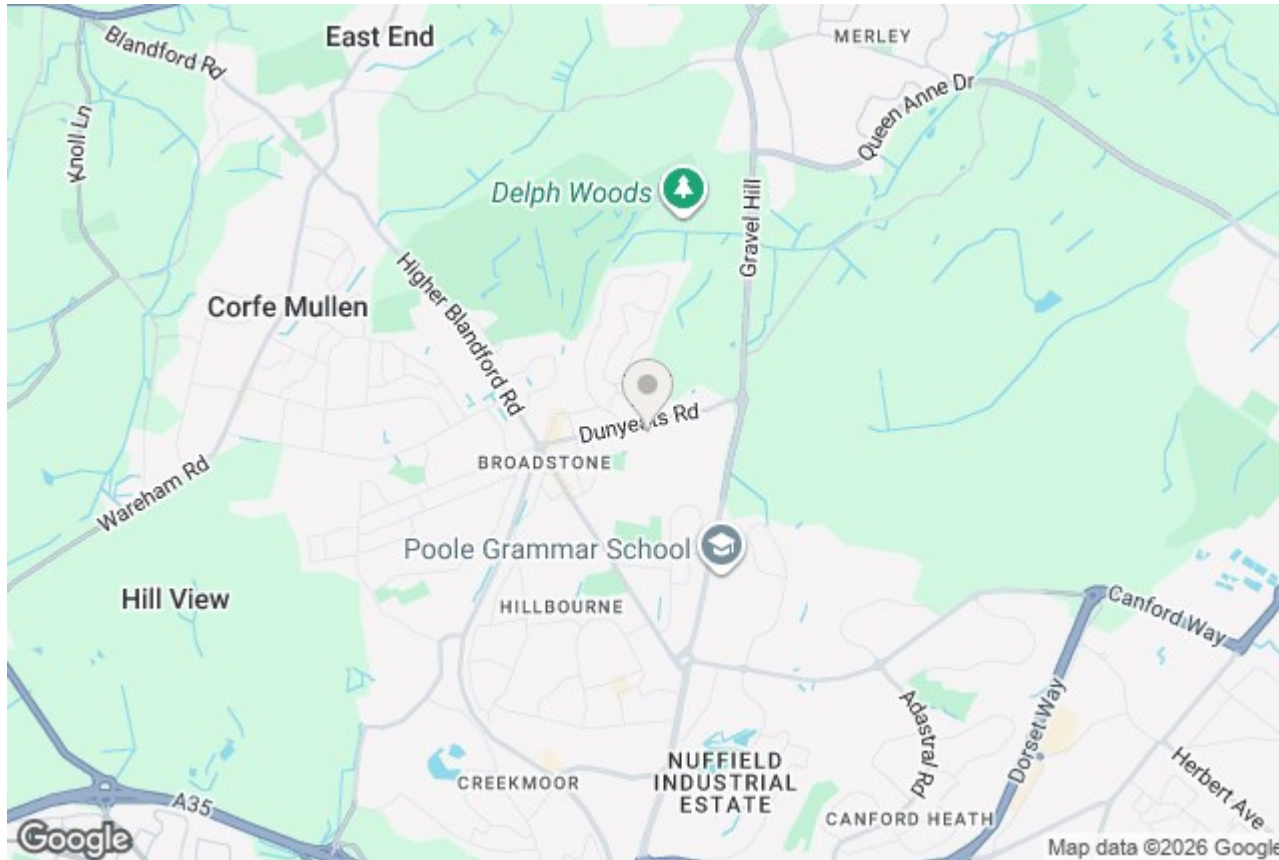 Blandford Rd
East End
MERLEY
Queen Anne Dr
Knoll Ln
Delph Woods
Gravel Hill
Higher Blandford Rd
Corfe Mullen
Dunyeats Rd
BROADSTONE
Wareham Rd
Poole Grammar School
Hill View
HILLBOURNE
Canford Way
Adastral Rd
Dorset Way
NUFFIELD
INDUSTRIAL
ESTATE
CREEKMOOR
Herbert Ave
A35
CANFORD HEATH
Google
Map data ©2026 Google